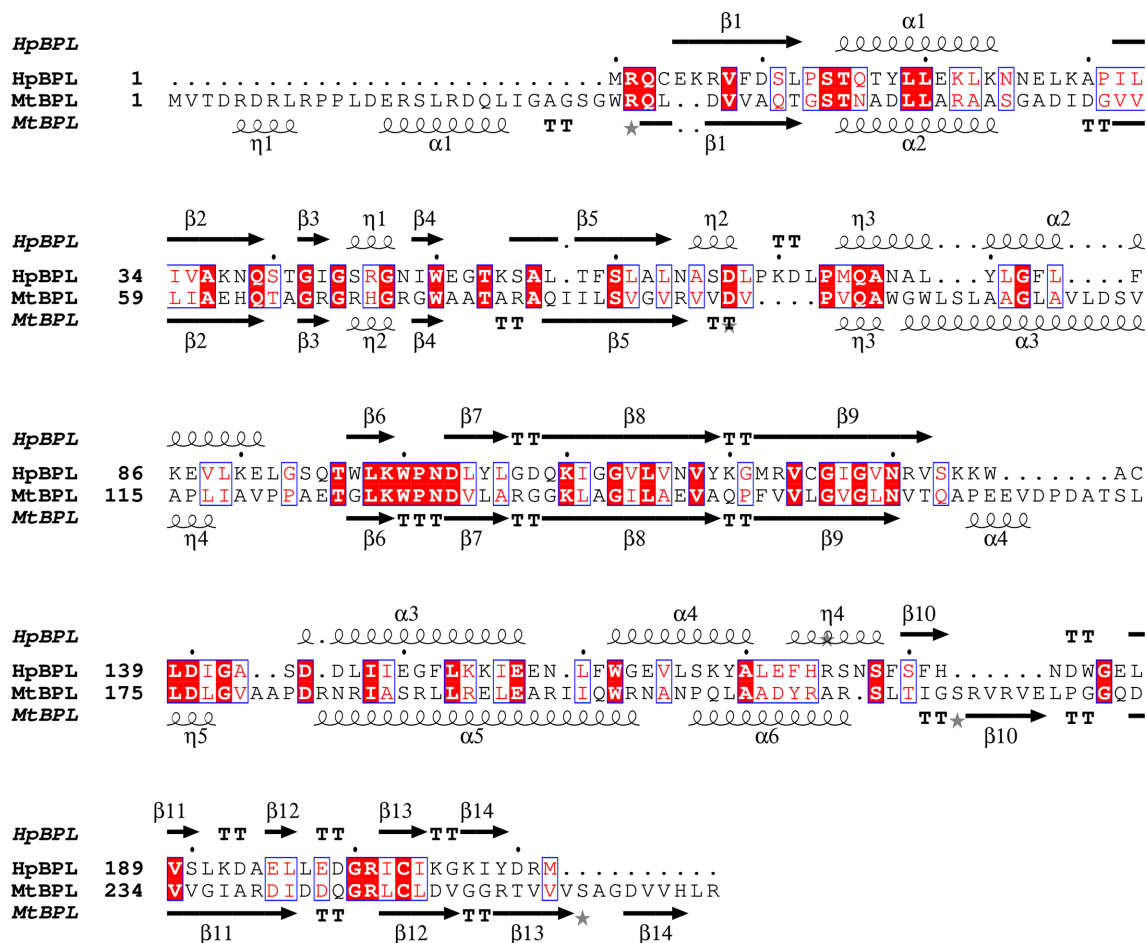 β1 α1
HpBPL
HpBPL 1 ...........................MRQCEKRVFDSLPSTQTYLLEKLKNNELKAPIL
MtBPL 1 MVTDRDRLRPPLDERSLRDQLIGAGSGWRQL..DVVAQTGSTNADLLARAASGADIDGVV
MtBPL TT ★ .. TT
η1 α1 β1 α2
β2 β3 η1 β4 β5 η2 η3 α2
HpBPL . TT ... ....
HpBPL 34 IVAKNQSTGIGSRGNIWEGTKSAL.TFSLALNASDLPKDLPMQANAL...YLGFL....F
MtBPL 59 LIAEHQTAGRGRHGRGWAATARAQIILSVGVRVVDV....PVQAWGWLSLAAGLAVLDSV
MtBPL TT TT★ ....
β2 β3 η2 β4 β5 η3 α3
β6 β7 β8 β9
HpBPL TT TT
HpBPL 86 KEVLKELGSQTWLKWPNDLYLGDQKIGGVLVNVYKGMRVCGIGVNRVSKKW.......AC
MtBPL 115 APLIAVPPAETGLKWPNDVLARGGKLAGILAEVAQPFVVLGVGLNVTQAPEEVDPDATSL
MtBPL TTT TT TT
η4 β6 β7 β8 β9 α4
α3 α4 η4 β10
HpBPL . ★ TT
HpBPL 139 LDIGA..SD.DLIIEGFLKKIEEN.LFWGEVLSKYALEFHRSNSFSFH......NDWGEL
MtBPL 175 LDLGVAAPDRNRIASRLLRELEARIIQWRNANPQLAADYRAR.SLTIGSRVRVELPGGQD
MtBPL TT★ TT
η5 α5 α6 β10
β11 β12 β13 β14
HpBPL TT TT TT
HpBPL 189 VSLKDAELLEDGRICIKGKIYDRM..........
MtBPL 234 VVGIARDIDDQGRLCLDVGGRTVVVSAGDVVHLR
MtBPL TT TT ★
β11 β12 β13 β14